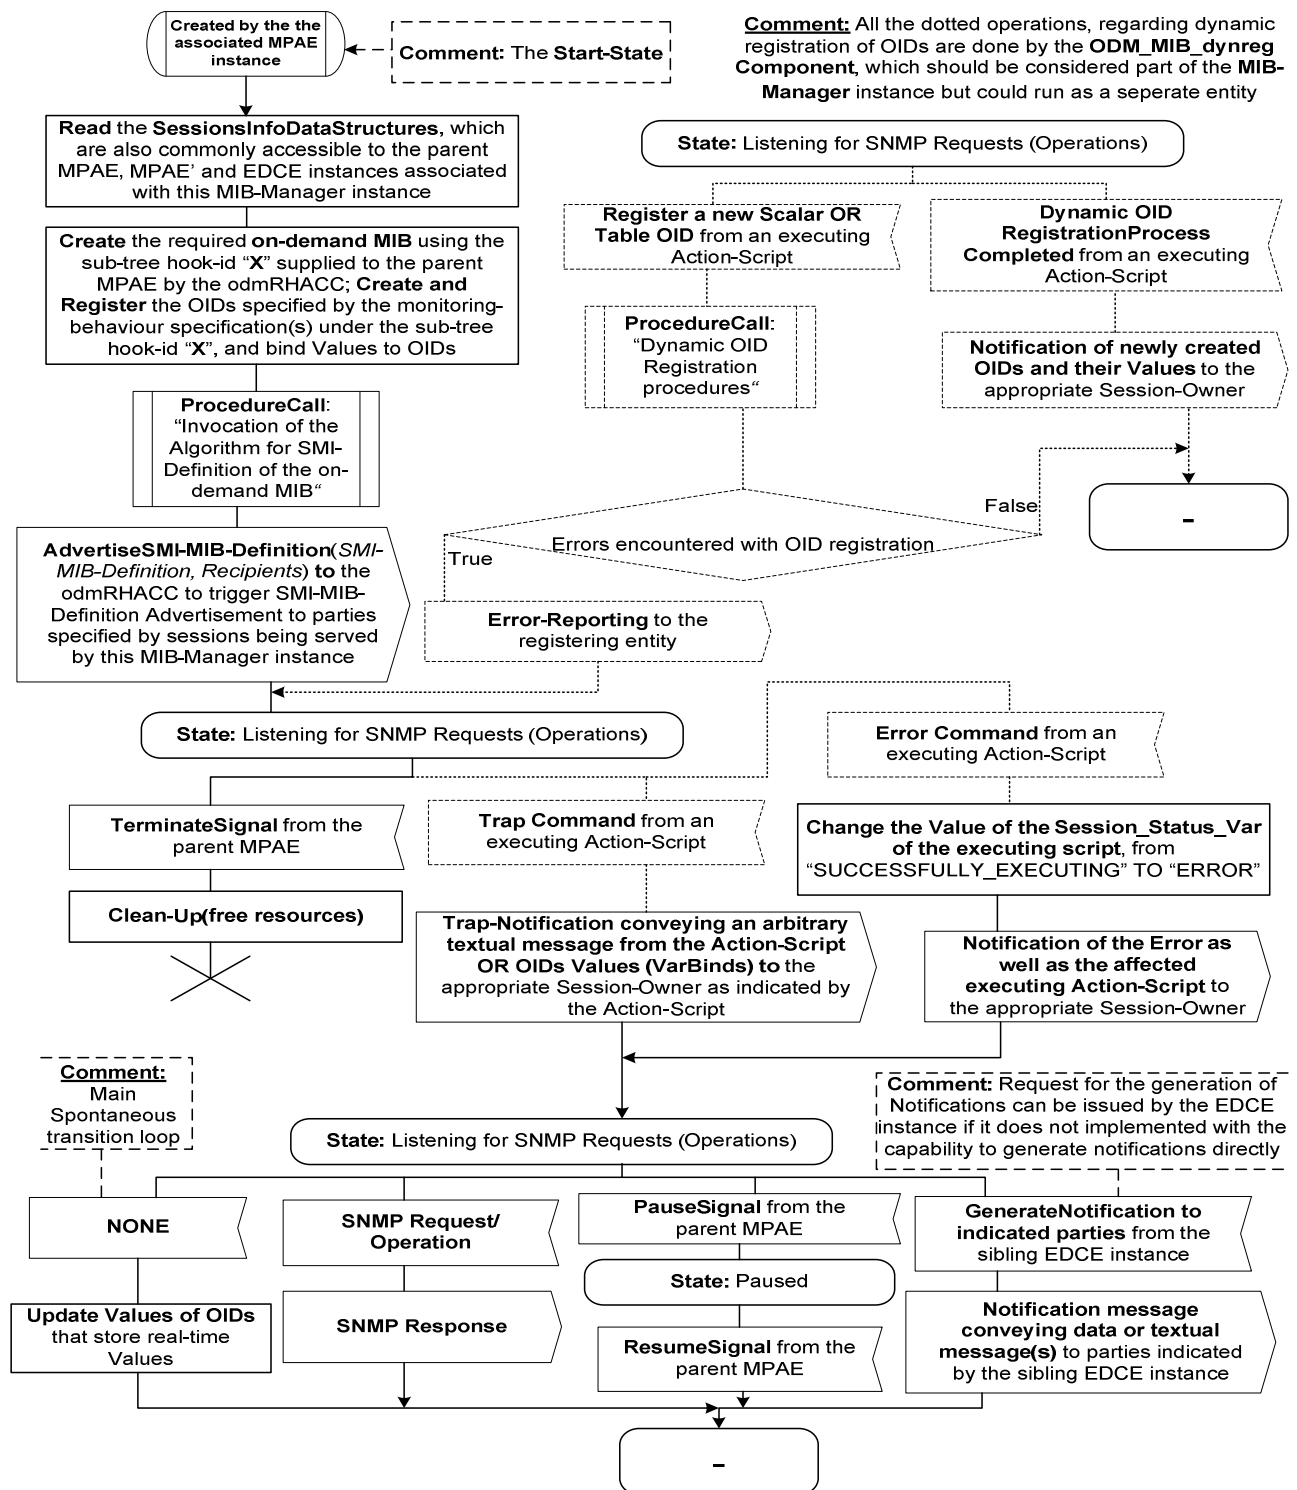 Created by the the
associated MPAE
instance
Comment: The Start-State
Comment: All the dotted operations, regarding dynamic
registration of OIDs are done by the ODM_MIB_dynreg
Component, which should be considered part of the MIB-
Manager instance but could run as a seperate entity
Read the SessionsInfoDataStructures, which
are also commonly accessible to the parent
MPAE, MPAE’ and EDCE instances associated
with this MIB-Manager instance
Create the required on-demand MIB using the
sub-tree hook-id “X” supplied to the parent
MPAE by the odmRHACC; Create and
Register the OIDs specified by the monitoring-
behaviour specification(s) under the sub-tree
hook-id “X”, and bind Values to OIDs
ProcedureCall:
“Invocation of the
Algorithm for SMI-
Definition of the on-
demand MIB“
AdvertiseSMI-MIB-Definition(SMI-
MIB-Definition, Recipients) to the
odmRHACC to trigger SMI-MIB-
Definition Advertisement to parties
specified by sessions being served
by this MIB-Manager instance
State: Listening for SNMP Requests (Operations)
Register a new Scalar OR
Table OID from an executing
Action-Script
Dynamic OID
RegistrationProcess
Completed from an executing
Action-Script
ProcedureCall:
“Dynamic OID
Registration
procedures“
Notification of newly created
OIDs and their Values to the
appropriate Session-Owner
False
–
Errors encountered with OID registration
True
Error-Reporting to the
registering entity
State: Listening for SNMP Requests (Operations)
Error Command from an
executing Action-Script
TerminateSignal from the
parent MPAE
Trap Command from an
executing Action-Script
Change the Value of the Session_Status_Var
of the executing script, from
“SUCCESSFULLY_EXECUTING” TO “ERROR”
Clean-Up(free resources)
Trap-Notification conveying an arbitrary
textual message from the Action-Script
OR OIDs Values (VarBinds) to the
appropriate Session-Owner as indicated by
the Action-Script
Notification of the Error as
well as the affected
executing Action-Script to
the appropriate Session-Owner
Comment:
Main
Spontaneous
transition loop
Comment: Request for the generation of
Notifications can be issued by the EDCE
instance if it does not implemented with the
capability to generate notifications directly
State: Listening for SNMP Requests (Operations)
NONE
SNMP Request/
Operation
PauseSignal from the
parent MPAE
GenerateNotification to
indicated parties from the
sibling EDCE instance
State: Paused
Update Values of OIDs
that store real-time
Values
SNMP Response
ResumeSignal from the
parent MPAE
Notification message
conveying data or textual
message(s) to parties indicated
by the sibling EDCE instance
–